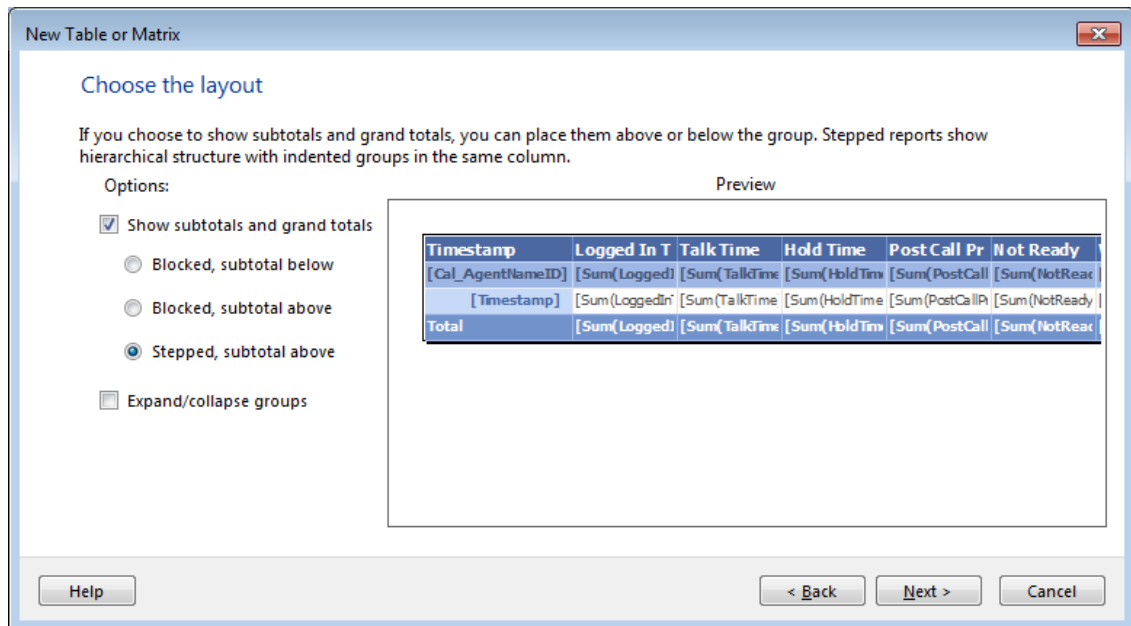 New Table or Matrix
Choose the layout
If you choose to show subtotals and grand totals, you can place them above or below the group. Stepped reports show
hierarchical structure with indented groups in the same column.
Options:
Preview
Show subtotals and grand totals
Blocked, subtotal below
Blocked, subtotal above
Stepped, subtotal above
Expand/collapse groups
Timestamp Logged In T Talk Time Hold Time Post Call Pr Not Ready
[Cal_AgentNameID] [Sum(Logged] [Sum(TalkTime [Sum(HoldTim [Sum(PostCall [Sum(NotReac
[Timestamp] [Sum(LoggedIn [Sum(TalkTime [Sum(HoldTime [Sum(PostCallPr [Sum(NotReady
Total [Sum(Logged] [Sum(TalkTime [Sum(HoldTim [Sum(PostCall [Sum(NotReac
Help
< Back Next > Cancel